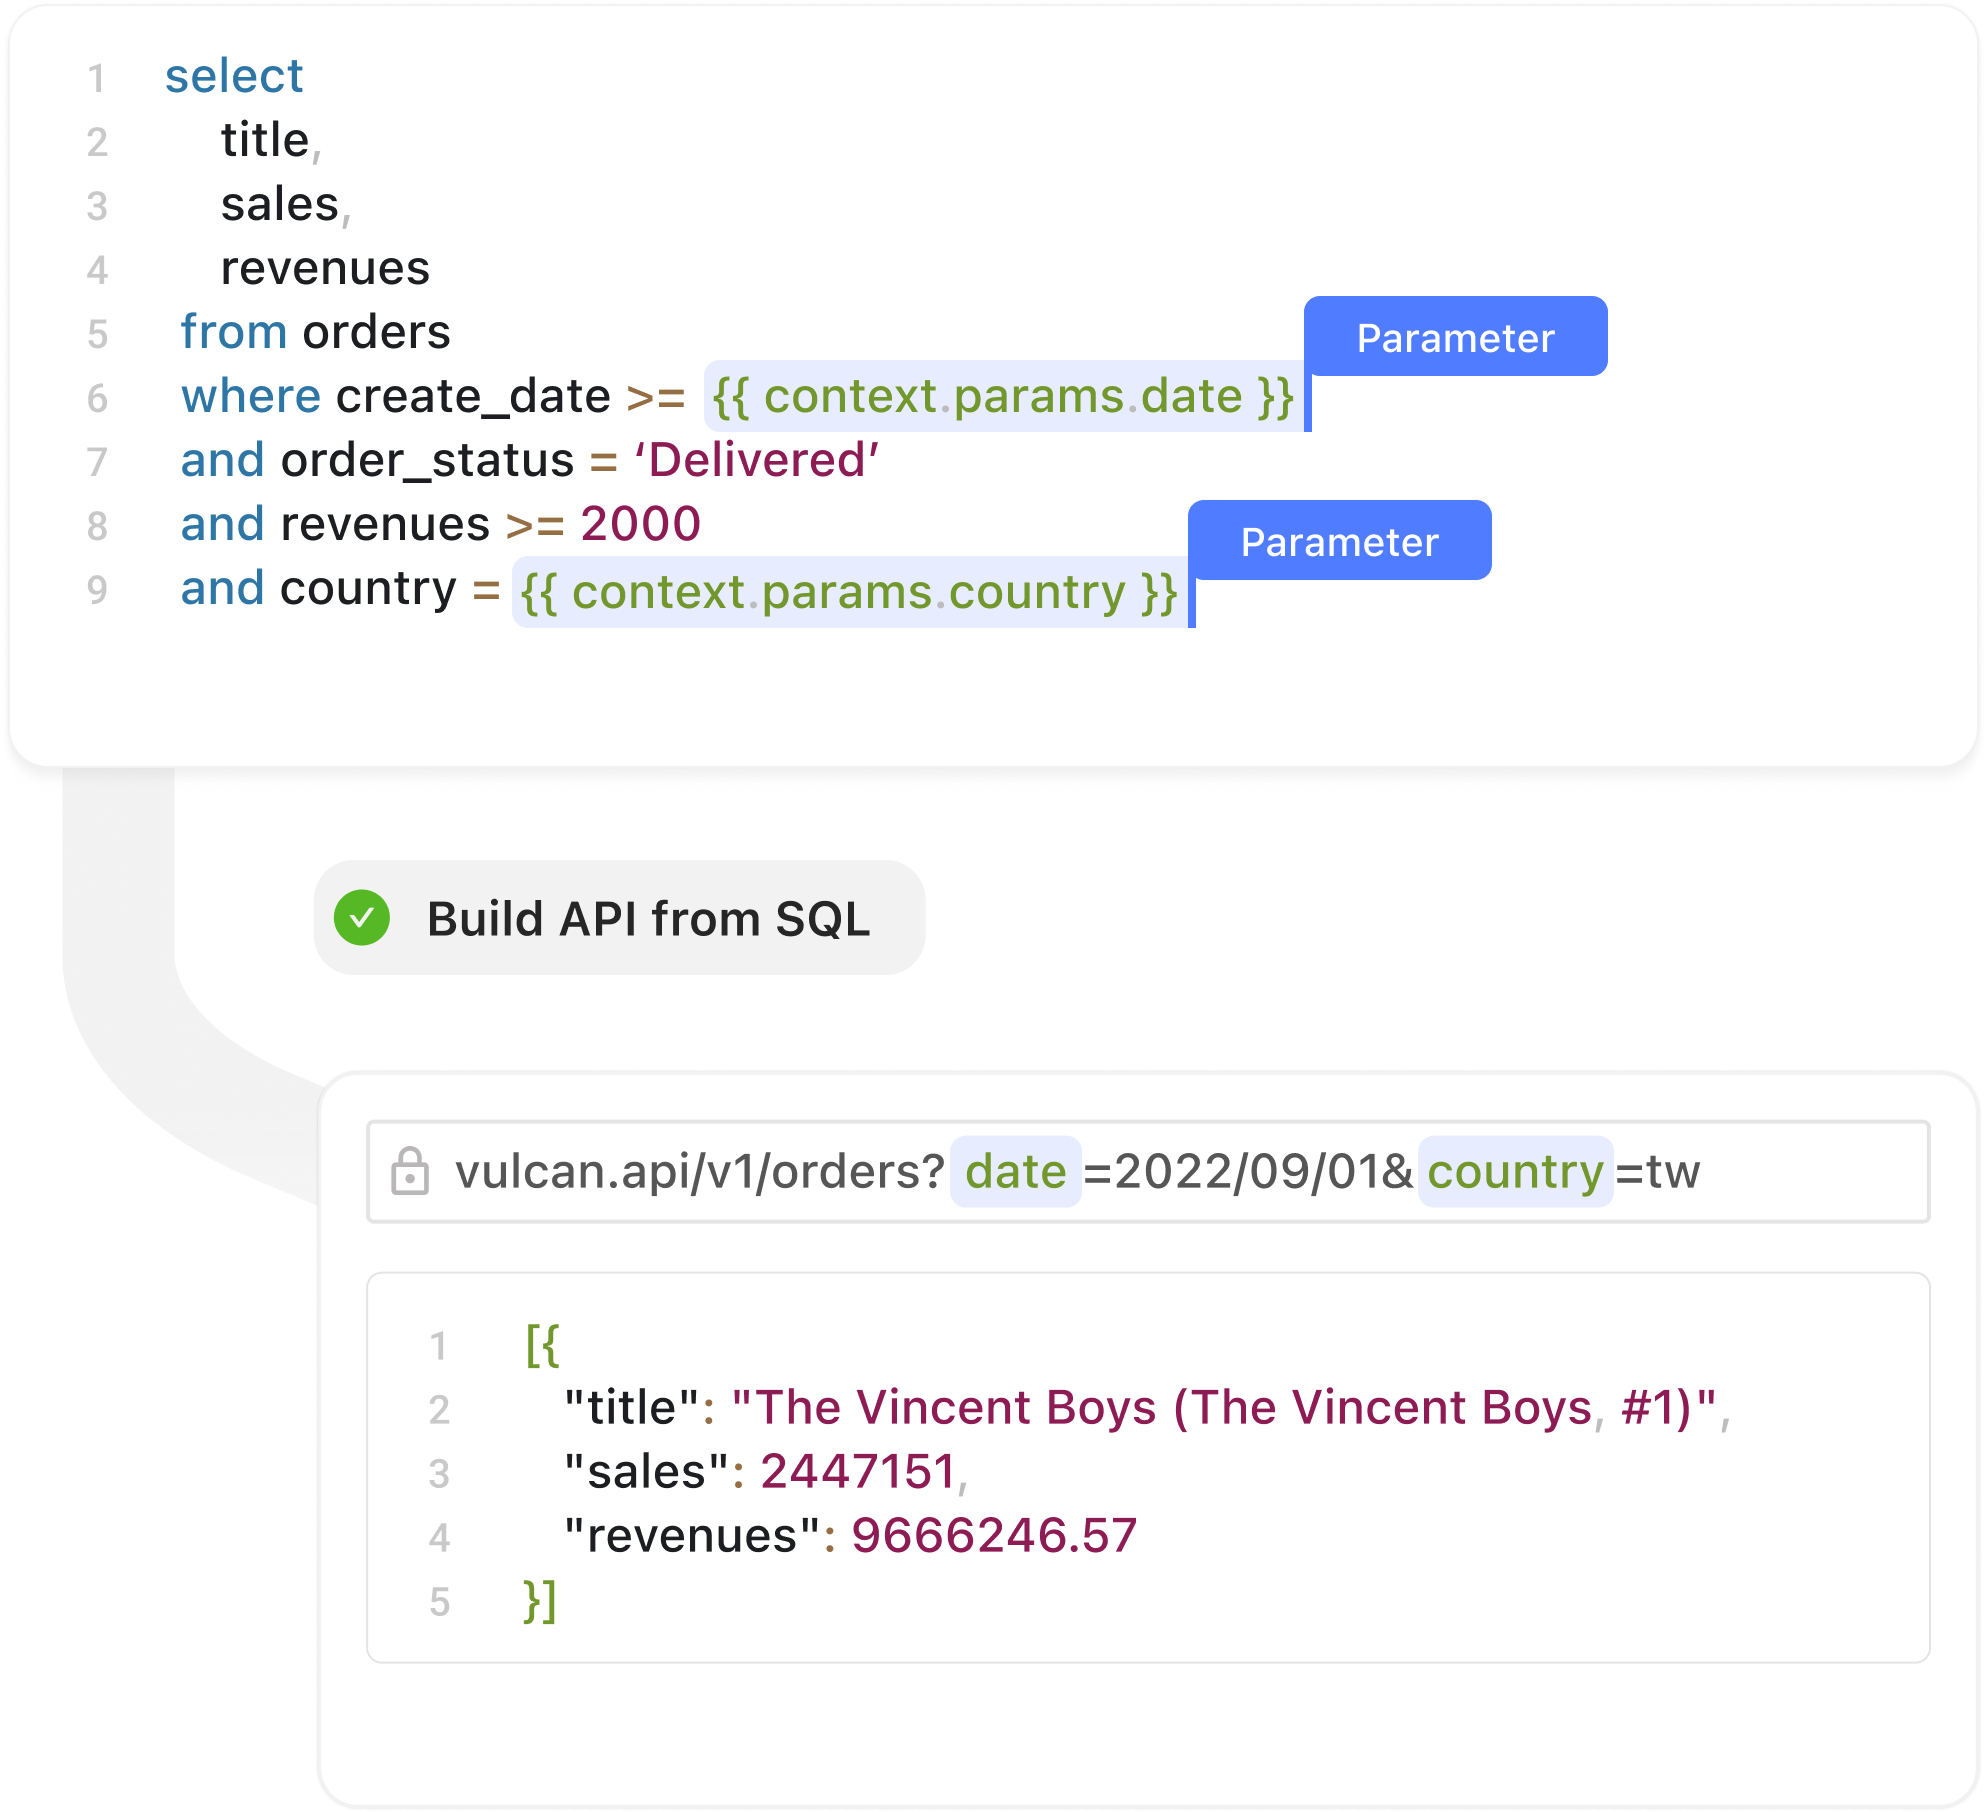 1 select
2 title,
3 sales,
4 revenues
5 from orders
Parameter
6 where create_date >= {{ context.params.date }}
7 and order_status = ‘Delivered’
8 and revenues >= 2000
Parameter
9 and country = {{ context.params.country }}
Build API from SQL
vulcan.api/v1/orders?date=2022/09/01&country=tw
1 [{
2 "title": "The Vincent Boys (The Vincent Boys, #1)",
3 "sales": 2447151,
4 "revenues": 9666246.57
5 }]